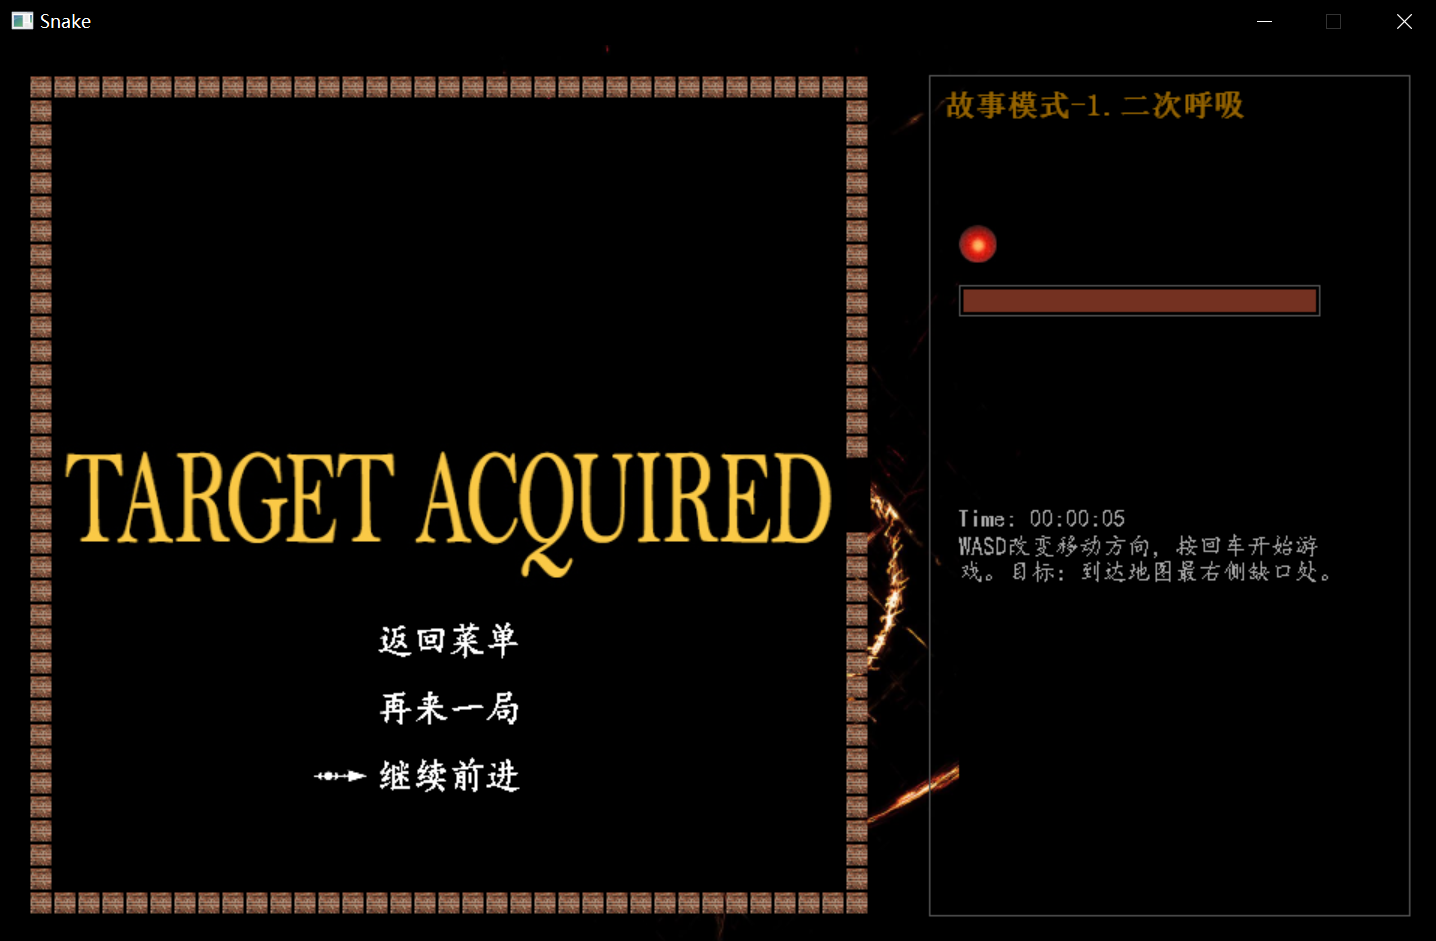 Snake
故事模式-1.二次呼吸
TARGET ACQUIRED
返回菜单
再来一局
继续前进
Time: 00:00:05
WASD改变移动方向，按回车开始游
戏。目标：到达地图最右侧缺口处。